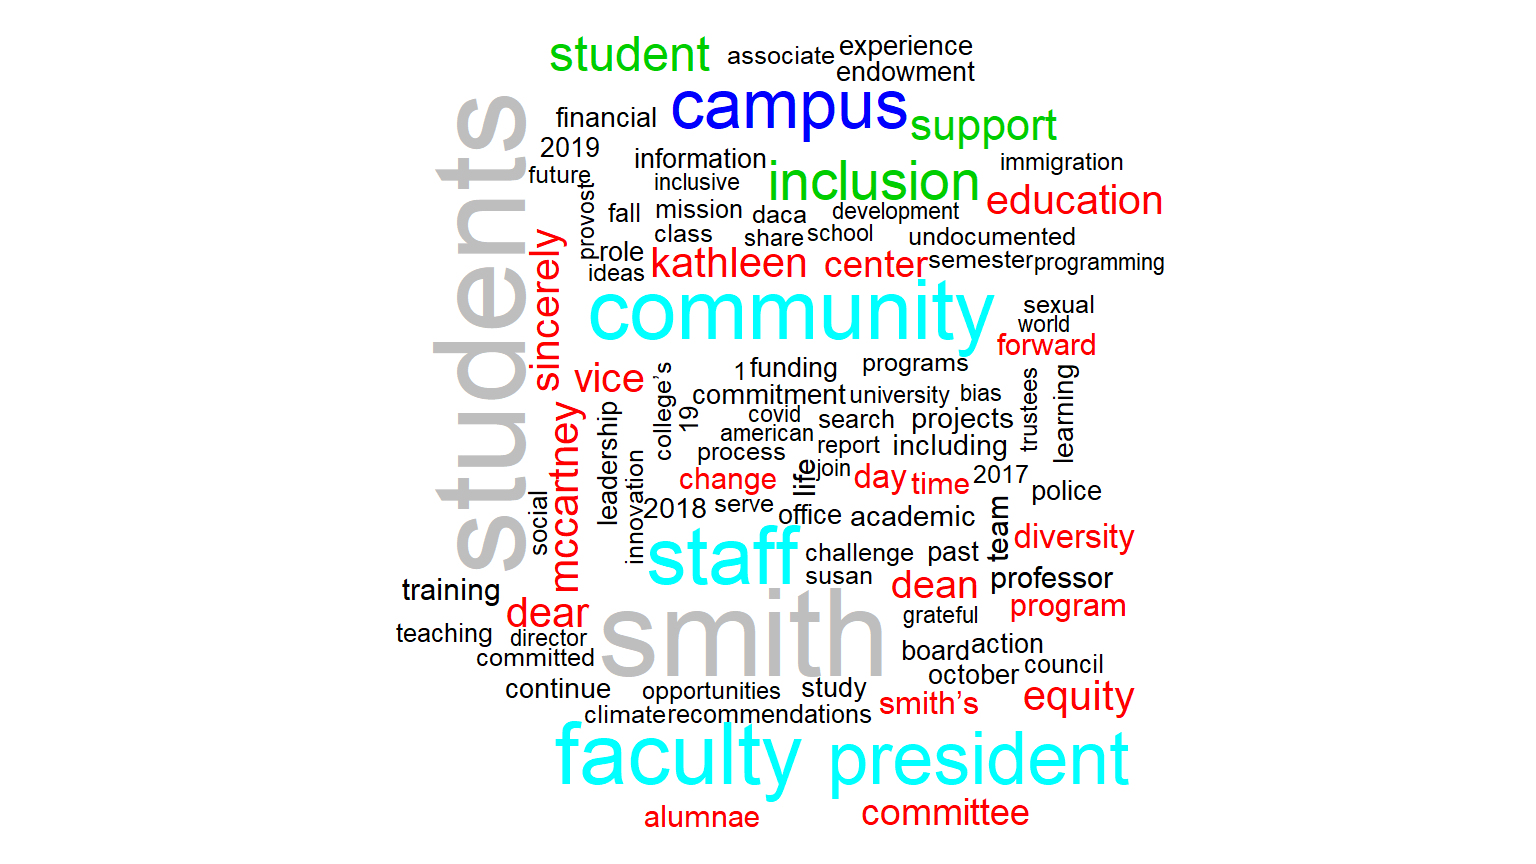 student
associate
experience
endowment
students
financial
campus
support
2019
information
immigration
future
inclusive
inclusion
education
provost
fall
mission
daca
development
class
share
school
undocumented
role
sincerely
ideas
kathleen
center
semester
programming
community
sexual
world
forward
vice
college’s
1
funding
programs
commitment
university
bias
trustees
learning
mccartney
leadership
19
covid
search
projects
american
process
report
including
change
life
join
day
time
2017
police
social
innovation
2018
serve
office
academic
team
diversity
staff
challenge
past
susan
dean
professor
training
dear
smith
grateful
program
teaching
director
committed
board
action
october
council
continue
opportunities
study
smith’s
equity
climate
recommendations
faculty
president
alumnae
committee